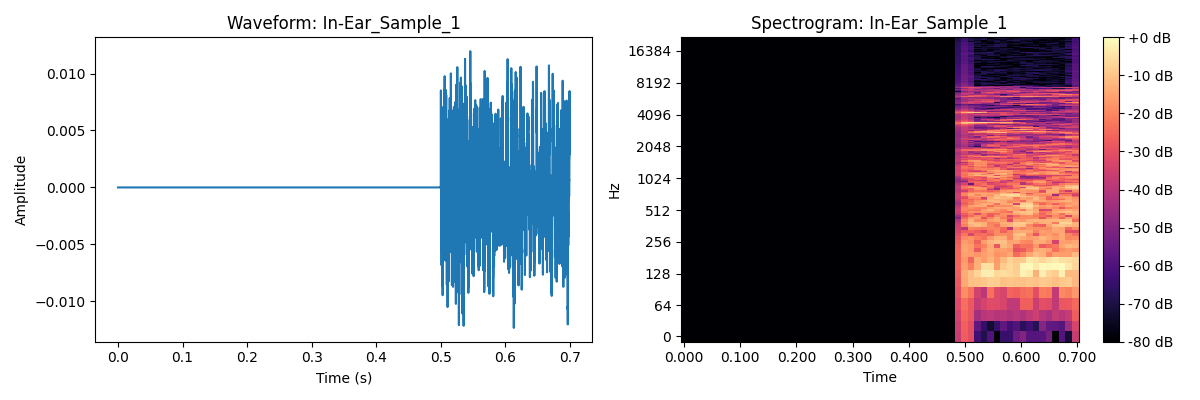 Waveform: In-Ear_Sample_1
Amplitude
0.010
0.005
0.000
−0.005
−0.010
0.0 0.1 0.2 0.3 0.4 0.5 0.6 0.7
Time (s)
Spectrogram: In-Ear_Sample_1
Hz
16384
8192
4096
2048
1024
512
256
128
64
0
0.000 0.100 0.200 0.300 0.400 0.500 0.600 0.700
Time
+0 dB
-10 dB
-20 dB
-30 dB
-40 dB
-50 dB
-60 dB
-70 dB
-80 dB